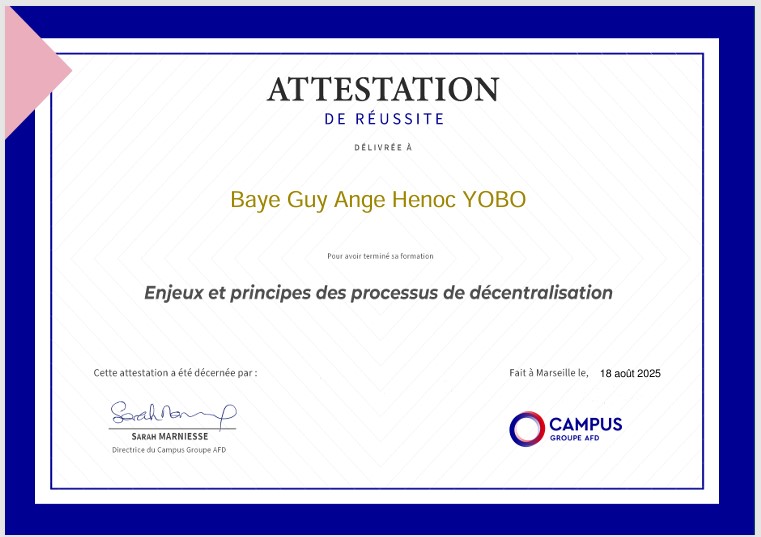 ATTESTATION
DE RÉUSSITE
DÉLIVRÉE À
Baye Guy Ange Henoc YOBO
Pour avoir terminé sa formation
Enjeux et principes des processus de décentralisation
Cette attestation a été décernée par :
Fait à Marseille le, 18 août 2025
SARAH MARNIESSE
Directrice du Campus Groupe AFD
CAMPUS
GROUPE AFD